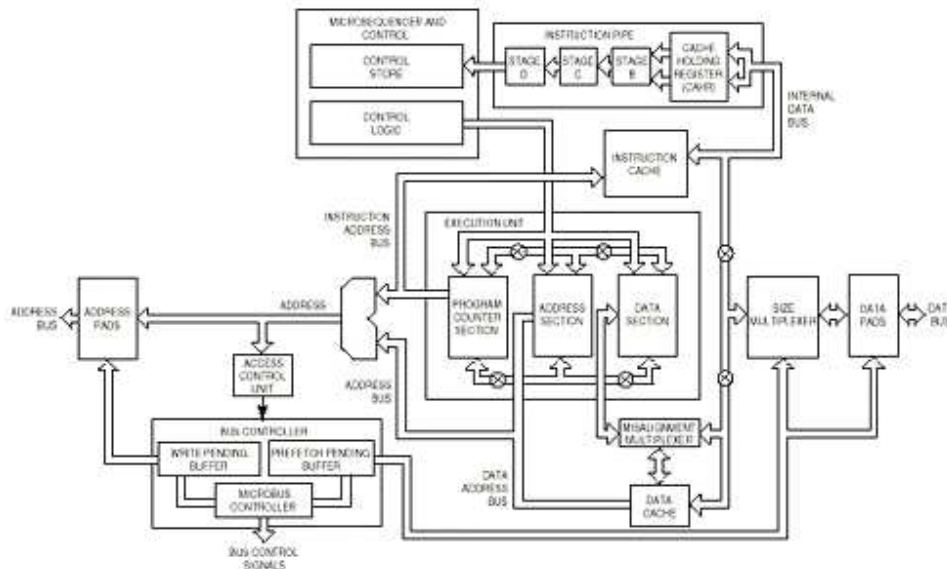 MICROSEQUENCER AND
CONTROL
CONTROL
STORE
CONTROL
LOGIC
INSTRUCTION PIPE
STAGE
D
STAGE
C
STAGE
B
CACHE
HOLDING
REGISTER
(CAHR)
INTERNAL
DATA
BUS
INSTRUCTION
CACHE
INSTRUCTION
ADDRESS
BUS
EXECUTION UNIT
PROGRAM
COUNTER
SECTION
ADDRESS
SECTION
DATA
SECTION
ADDRESS
BUS
ADDRESS
PADS
ADDRESS
SIZE
MULTIPLEXER
DATA
PADS
DATA
BUS
ACCESS
CONTROL
UNIT
ADDRESS
BUS
BUS CONTROLLER
WRITE PENDING
BUFFER
PREFETCH PENDING
BUFFER
MICROBUS
CONTROLLER
MISALIGNMENT
MULTIPLEXER
DATA
ADDRESS
BUS
DATA
CACHE
BUS CONTROL
SIGNALS